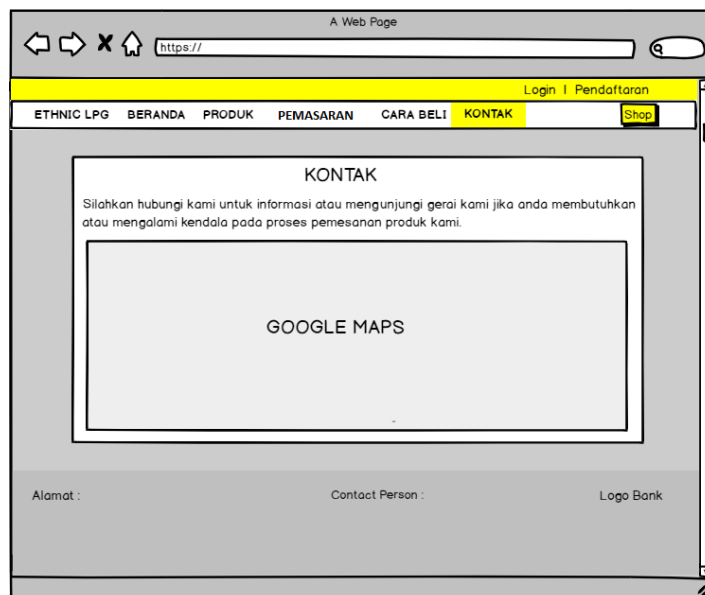 A Web Page
https://
Login | Pendaftaran
ETHNIC LPG BERANDA PRODUK PEMASARAN CARA BELI KONTAK Shop
KONTAK
Silahkan hubungi kami untuk informasi atau mengunjungi gerai kami jika anda membutuhkan
atau mengalami kendala pada proses pemesanan produk kami.
GOOGLE MAPS
Alamat : Contact Person : Logo Bank